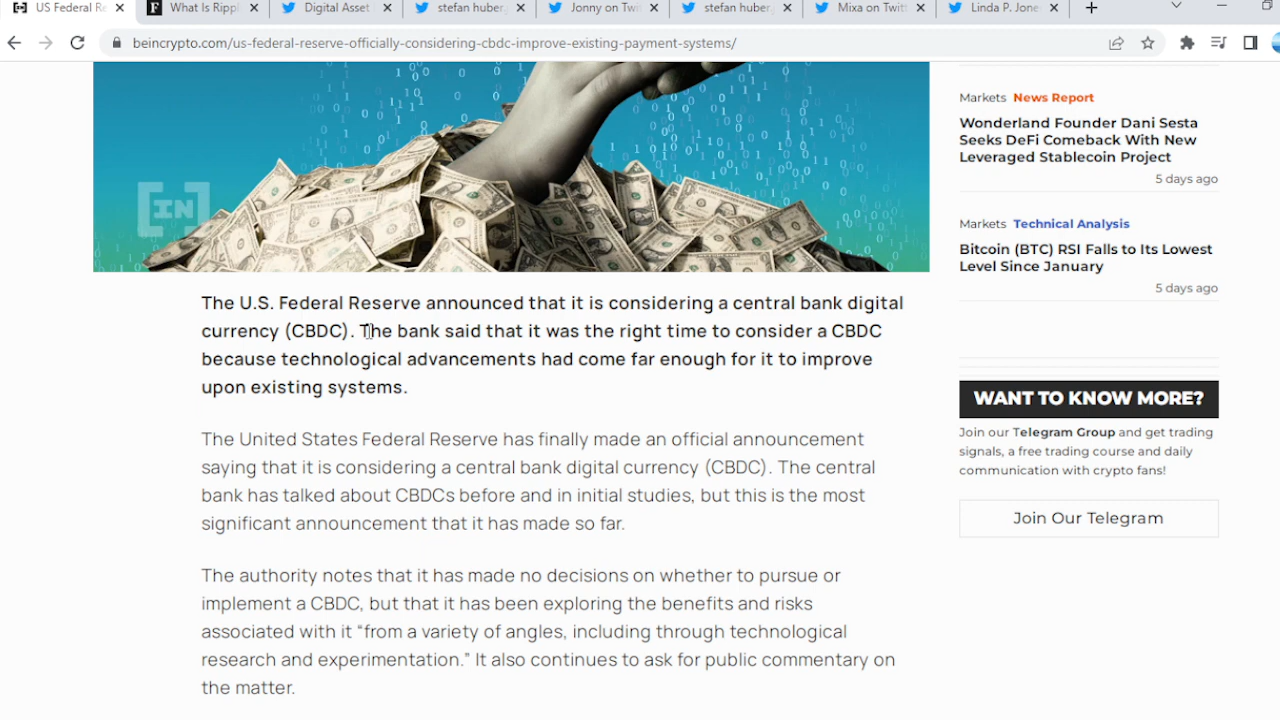 US Federal Re
What Is Rippl
Digital Asset
stefan huber
Jonny on Twi
stefan huber
Mixa on Twitt
Linda P. Jone
beincrypto.com/us-federal-reserve-officially-considering-cbdc-improve-existing-payment-systems/
IN
The U.S. Federal Reserve announced that it is considering a central bank digital
currency (CBDC). The bank said that it was the right time to consider a CBDC
because technological advancements had come far enough for it to improve
upon existing systems.
The United States Federal Reserve has finally made an official announcement
saying that it is considering a central bank digital currency (CBDC). The central
bank has talked about CBDCs before and in initial studies, but this is the most
significant announcement that it has made so far.
The authority notes that it has made no decisions on whether to pursue or
implement a CBDC, but that it has been exploring the benefits and risks
associated with it “from a variety of angles, including through technological
research and experimentation.” It also continues to ask for public commentary on
the matter.
Markets News Report
Wonderland Founder Dani Sesta
Seeks DeFi Comeback With New
Leveraged Stablecoin Project
5 days ago
Markets Technical Analysis
Bitcoin (BTC) RSI Falls to Its Lowest
Level Since January
5 days ago
WANT TO KNOW MORE?
Join our Telegram Group and get trading
signals, a free trading course and daily
communication with crypto fans!
Join Our Telegram